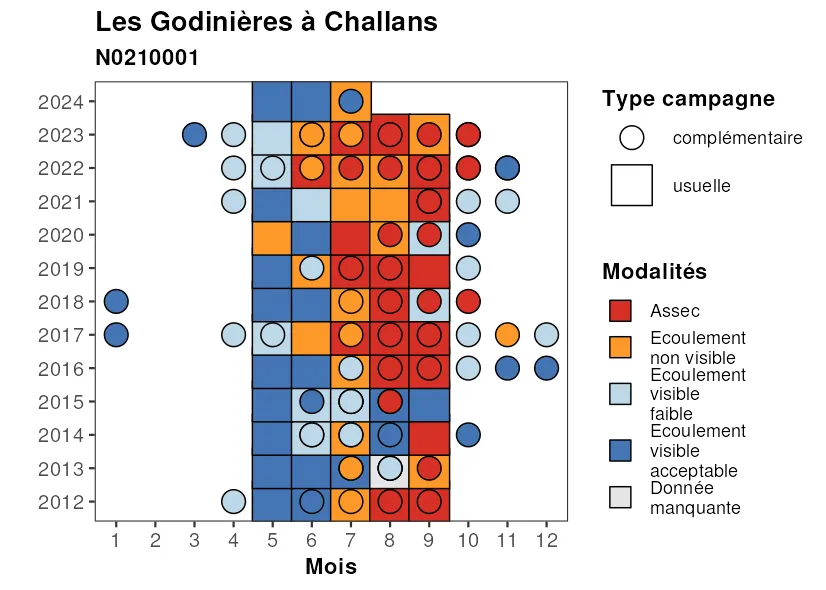 Les Godinières à Challans
N0210001
2024
2023
2022
2021
2020
2019
2018
2017
2016
2015
2014
2013
2012
1 2 3 4 5 6 7 8 9 10 11 12
Mois
Type campagne
complémentaire
usuelle
Modalités
Assec
Ecoulement
non visible
Ecoulement
visible
faible
Ecoulement
visible
acceptable
Donnée
manquante